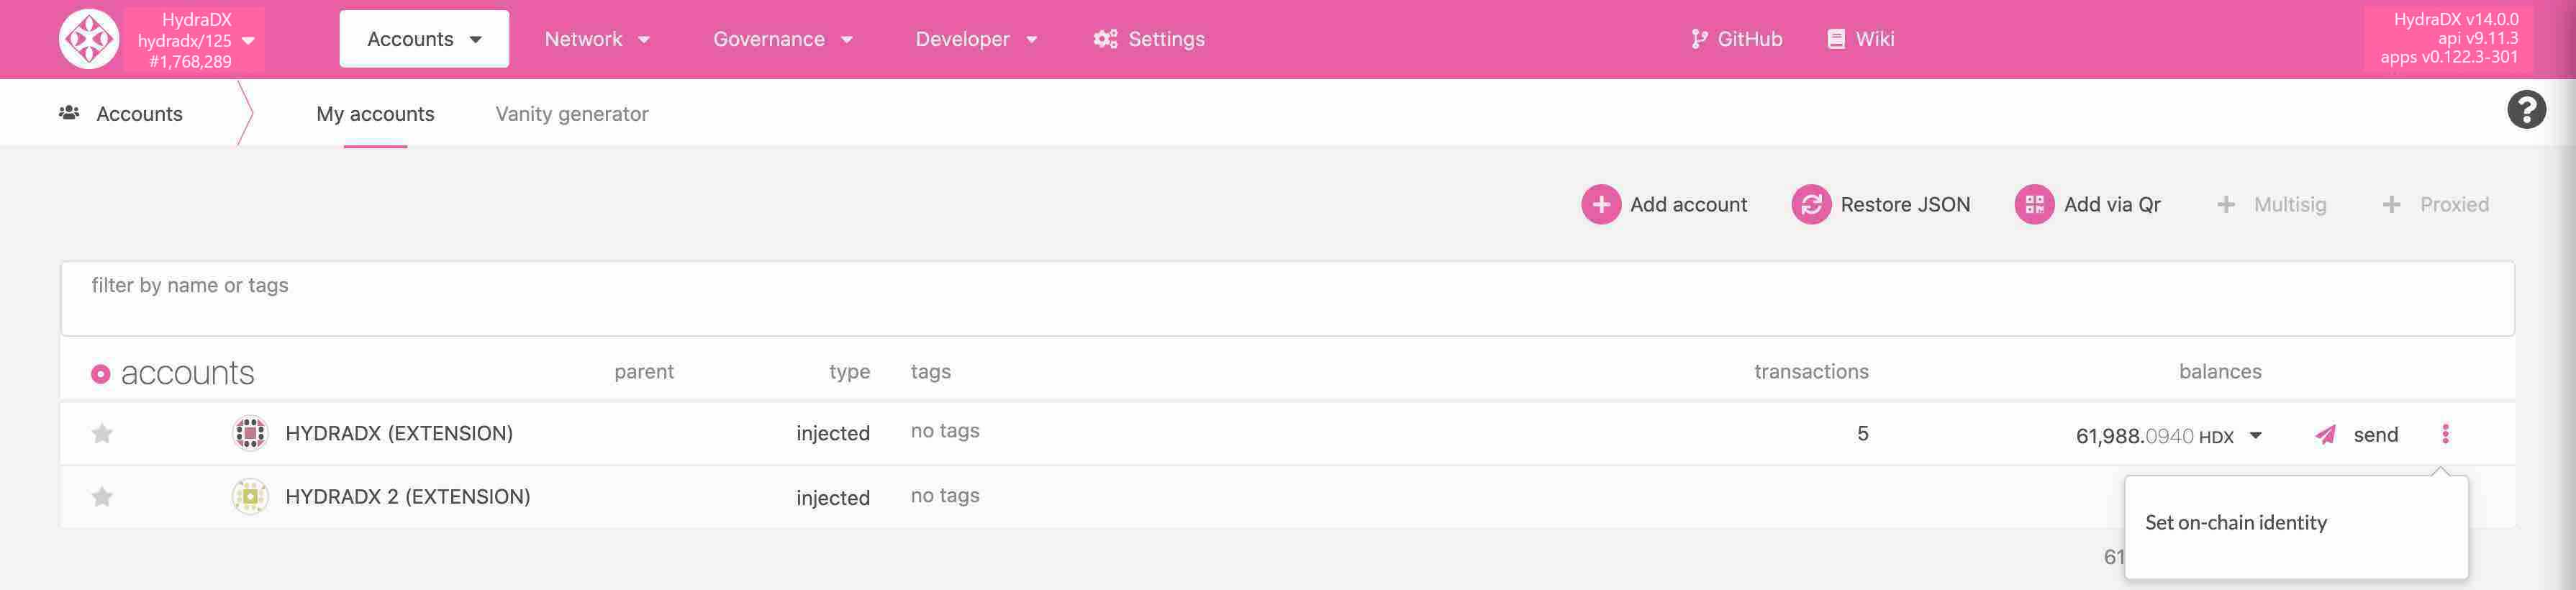 HydraDX
hydradx/125
#1,768,289
Accounts
Network
Governance
Developer
Settings
GitHub
Wiki
HydraDX v14.0.0
api v9.11.3
apps v0.122.3-301
Accounts
My accounts
Vanity generator
?
Add account
Restore JSON
Add via Qr
+ Multisig
+ Proxied
filter by name or tags
accounts parent type tags transactions balances
HYDRADX (EXTENSION) injected no tags 5 61,988.0940 HDX send
HYDRADX 2 (EXTENSION) injected no tags
Set on-chain identity
61